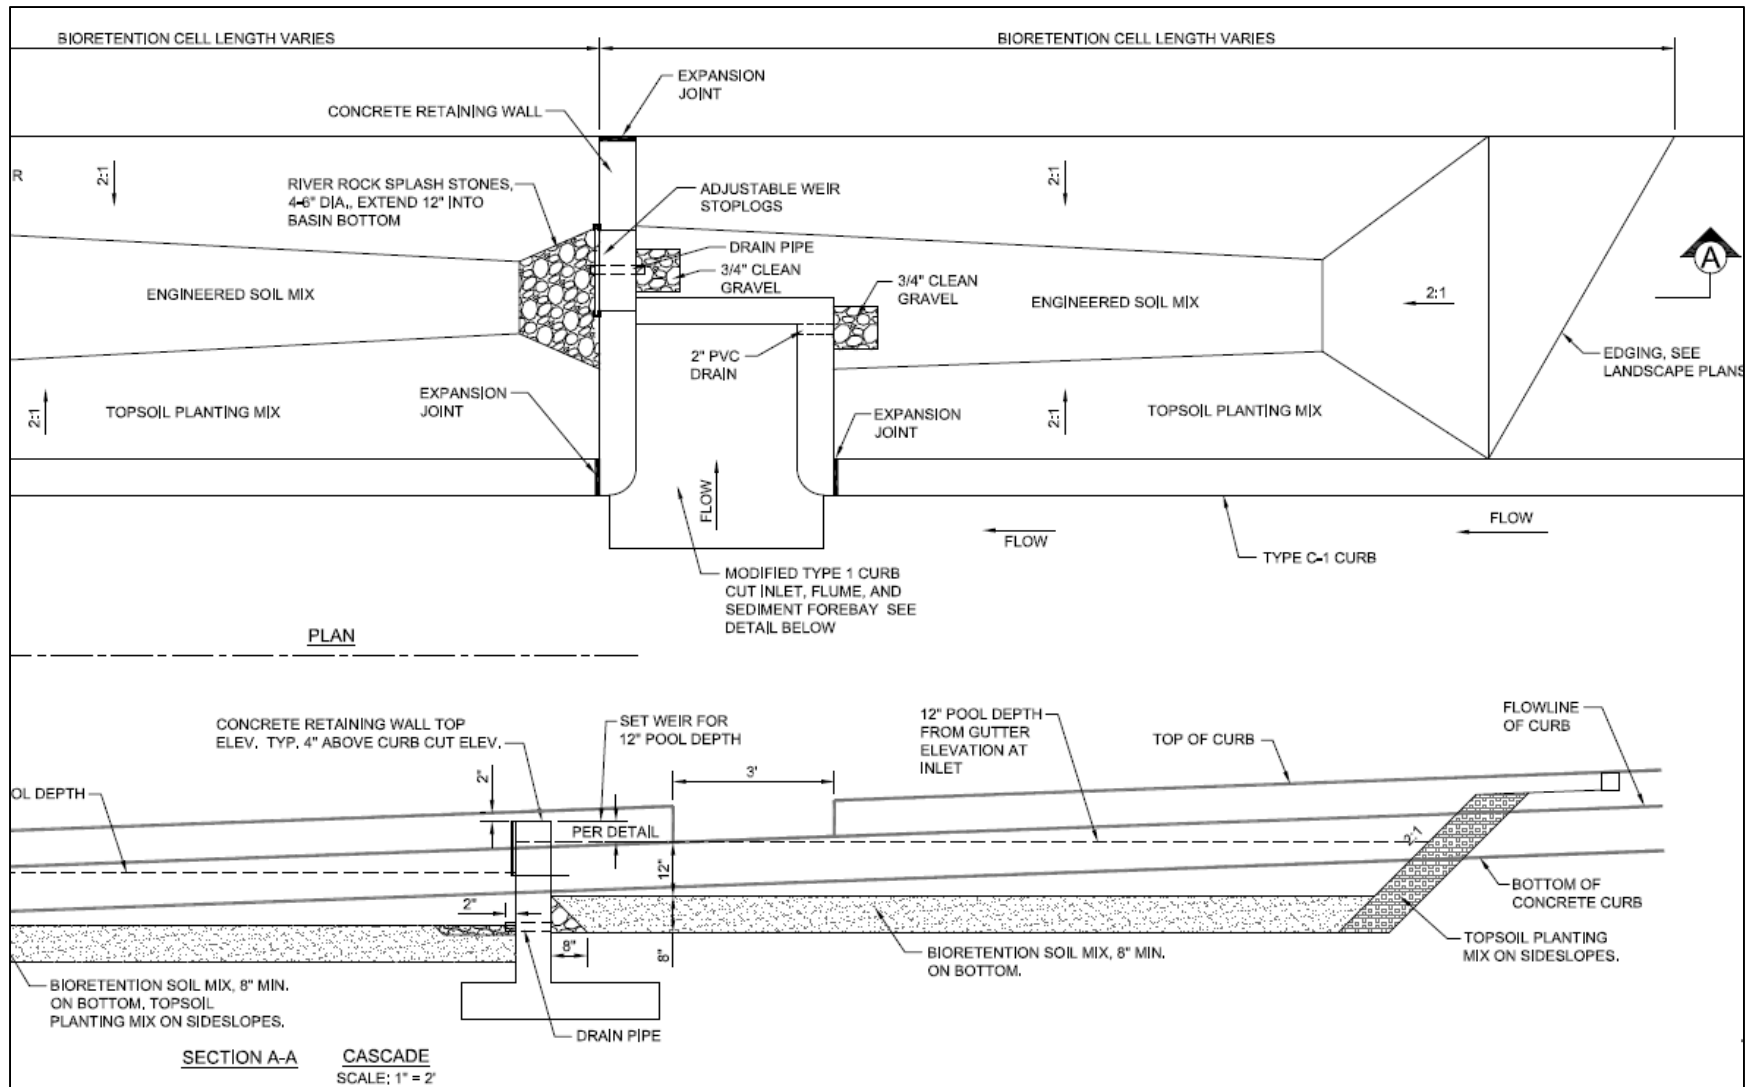 BIORETENTION CELL LENGTH VARIES
BIORETENTION CELL LENGTH VARIES
EXPANSION
JOINT
CONCRETE RETAINING WALL
R
2:1
RIVER ROCK SPLASH STONES,
4-6" DIA., EXTEND 12" INTO
BASIN BOTTOM
ADJUSTABLE WEIR
STOPLOGS
2:1
DRAIN PIPE
3/4" CLEAN
GRAVEL
3/4" CLEAN
GRAVEL
A
ENGINEERED SOIL MIX
ENGINEERED SOIL MIX
2:1
2" PVC
DRAIN
EDGING, SEE
LANDSCAPE PLANS
2:1
TOPSOIL PLANTING MIX
EXPANSION
JOINT
EXPANSION
JOINT
2:1
TOPSOIL PLANTING MIX
FLOW
FLOW
FLOW
TYPE C-1 CURB
MODIFIED TYPE 1 CURB
CUT INLET, FLUME, AND
SEDIMENT FOREBAY SEE
DETAIL BELOW
PLAN
CONCRETE RETAINING WALL TOP
ELEV. TYP. 4" ABOVE CURB CUT ELEV.
SET WEIR FOR
12" POOL DEPTH
12" POOL DEPTH
FROM GUTTER
ELEVATION AT
INLET
TOP OF CURB
FLOWLINE
OF CURB
OL DEPTH
2"
3'
PER DETAIL
2:1
12"
2"
8"
8"
BOTTOM OF
CONCRETE CURB
BIORETENTION SOIL MIX, 8" MIN.
ON BOTTOM.
TOPSOIL PLANTING
MIX ON SIDESLOPES.
BIORETENTION SOIL MIX, 8" MIN.
ON BOTTOM, TOPSOIL
PLANTING MIX ON SIDESLOPES.
DRAIN PIPE
SECTION A-A
CASCADE
SCALE: 1" = 2'